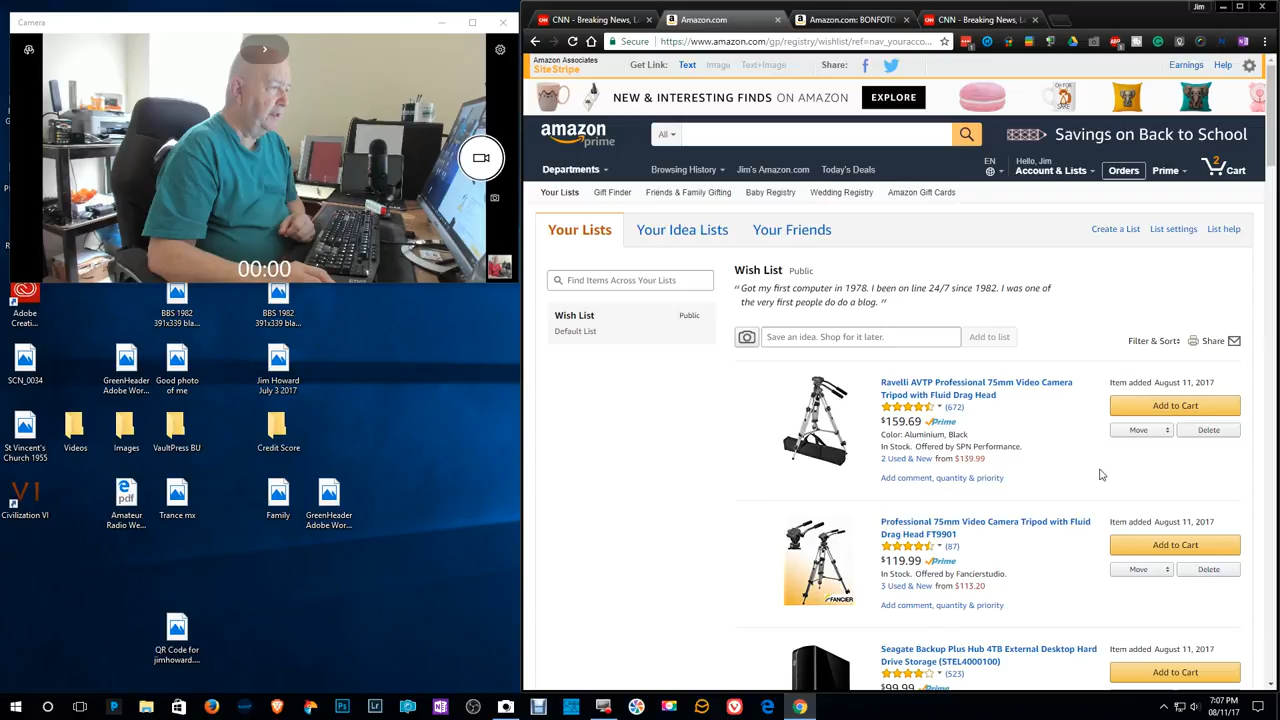 Camera
00:00
Adobe
Creati...
BBS 1982
391x339 bla...
BBS 1982
391x339 bla...
SCN_0034
GreenHeader
Adobe Wor...
Good photo
of me
Jim Howard
July 3 2017
St Vincent's
Church 1955
Videos
Images
VaultPress BU
Credit Score
VI
Civilization VI
pdf
Amateur
Radio We...
Trance mx
Family
GreenHeader
Adobe Wor...
QR Code for
jimhoward....
Jim
CNN - Breaking News, L
Amazon.com
Amazon.com: BONFOTO
CNN - Breaking News, L
Secure
https://www.amazon.com/gp/registry/wishlist/ref=nav_youracco...
Amazon Associates
SiteStripe
Get Link:
Text
Image
Text+Image
Share:
Earnings
Help
NEW & INTERESTING FINDS ON AMAZON
EXPLORE
amazon
prime
All
Savings on Back to School
Departments
Browsing History
Jim's Amazon.com
Today's Deals
EN
Hello, Jim
Account & Lists
Orders
Prime
2
Cart
Your Lists
Gift Finder
Friends & Family Gifting
Baby Registry
Wedding Registry
Amazon Gift Cards
Your Lists
Your Idea Lists
Your Friends
Create a List
List settings
List help
Find Items Across Your Lists
Wish List
Public
Default List
Wish List Public
“ Got my first computer in 1978. I been on line 24/7 since 1982. I was one of
the very first people do do a blog. ”
Save an idea. Shop for it later.
Add to list
Filter & Sort
Share
Ravelli AVTP Professional 75mm Video Camera
Tripod with Fluid Drag Head
(672)
$159.69 Prime
Color: Aluminium, Black
In Stock. Offered by SPN Performance.
2 Used & New from $139.99
Add comment, quantity & priority
Item added August 11, 2017
Add to Cart
Move
Delete
Professional 75mm Video Camera Tripod with Fluid
Drag Head FT9901
(87)
$119.99 Prime
In Stock. Offered by Fancierstudio.
3 Used & New from $113.20
Add comment, quantity & priority
FANCIER
Item added August 11, 2017
Add to Cart
Move
Delete
Seagate Backup Plus Hub 4TB External Desktop Hard
Drive Storage (STEL4000100)
(523)
$99.99 Prime
Item added August 11, 2017
Add to Cart
7:07 PM
08/11/17